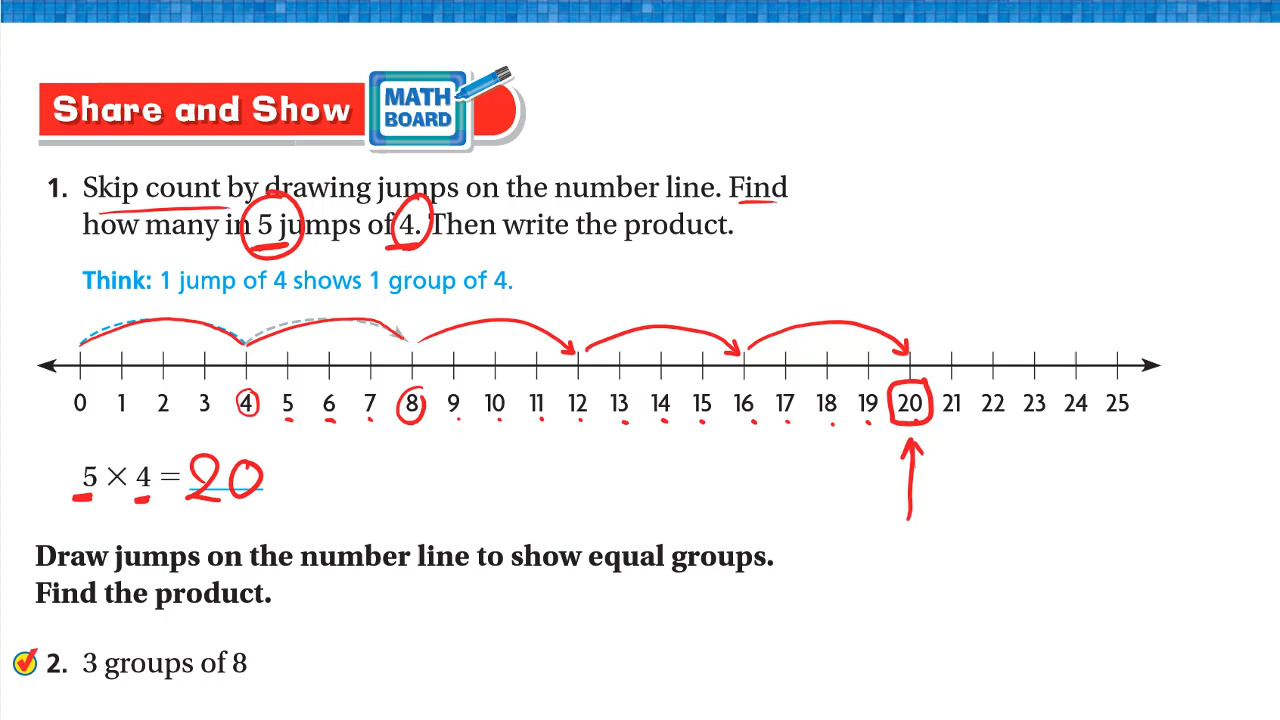 Share and Show
MATH
BOARD
1. Skip count by drawing jumps on the number line. Find
how many in 5 jumps of 4. Then write the product.
Think: 1 jump of 4 shows 1 group of 4.
0 1 2 3 4 5 6 7 8 9 10 11 12 13 14 15 16 17 18 19 20 21 22 23 24 25
5 × 4 = 20
Draw jumps on the number line to show equal groups.
Find the product.
2. 3 groups of 8